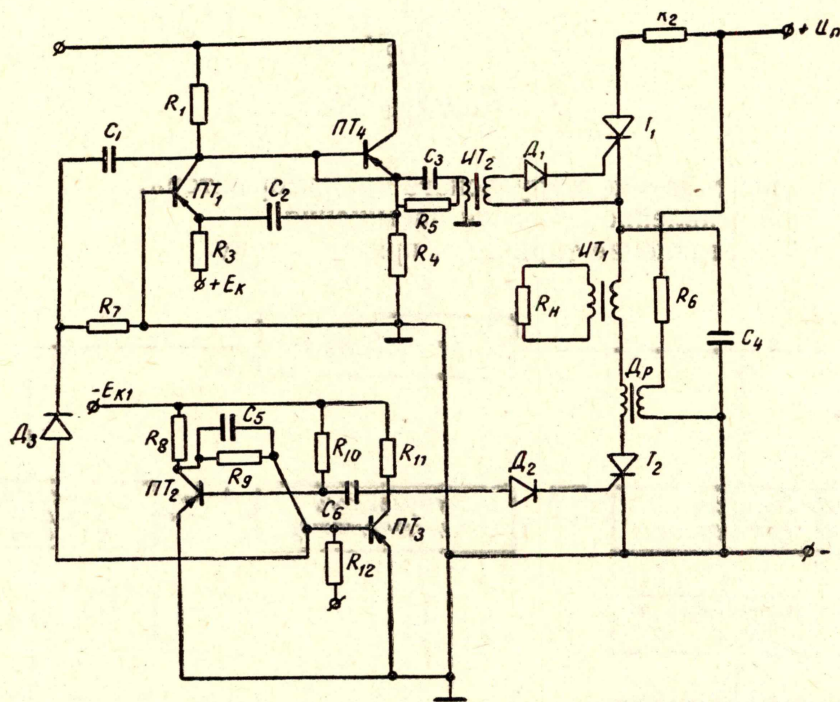 R₂
+ Uп
R₁
C₁
ПТ₄
C₃
ИТ₂
Д₁
T₁
ПТ₁
C₂
R₅
R₃
R₄
+Eк
ИТ₁
Rн
R₆
R₇
C₄
-Eк1
Др
Д₃
R₈
C₅
R₁₀
R₁₁
R₉
Д₂
T₂
ПТ₂
C₆
ПТ₃
R₁₂
-